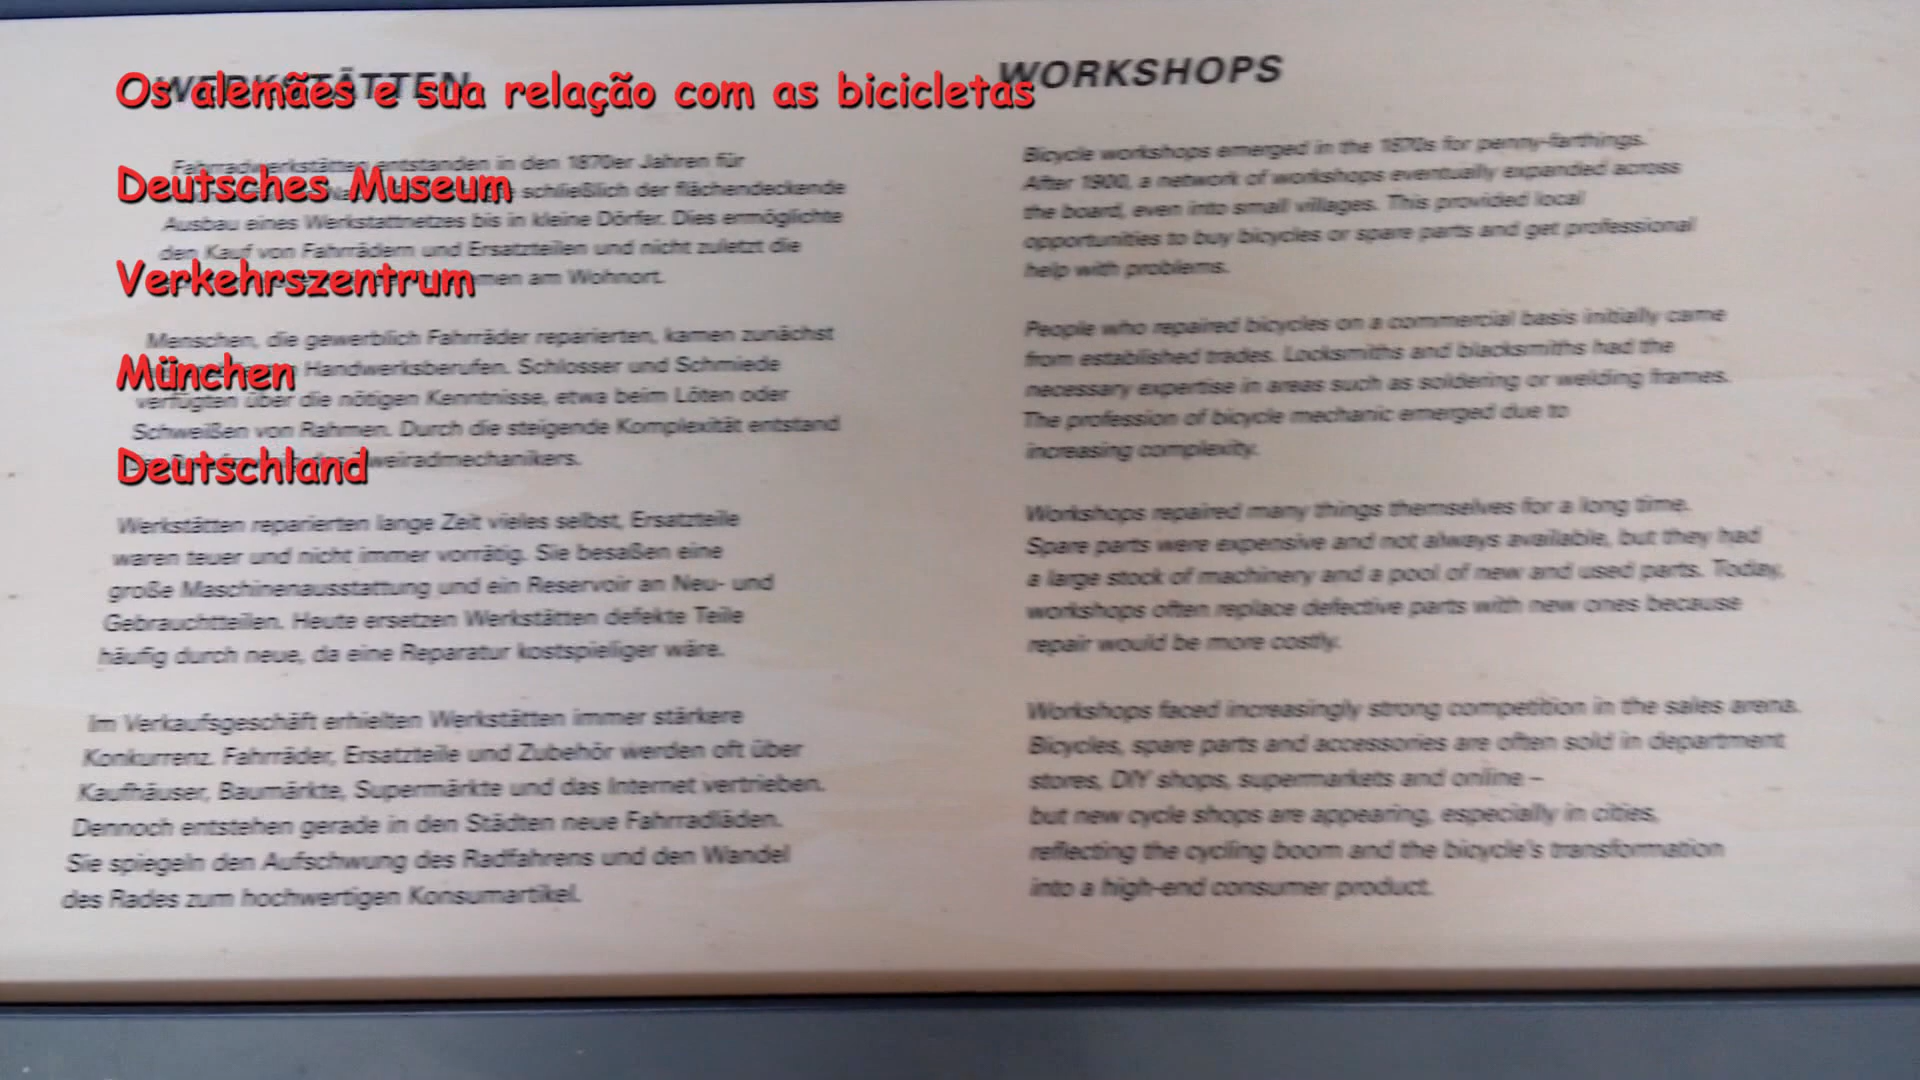 Os alemães e sua relação com as bicicletas
Deutsches Museum
Verkehrszentrum
München
Deutschland
WERKSTÄTTEN
Fahrradwerkstätten entstanden in den 1870er Jahren für
schließlich der flächendeckende
Ausbau eines Werkstattnetzes bis in kleine Dörfer. Dies ermöglichte
den Kauf von Fahrrädern und Ersatzteilen und nicht zuletzt die
am Wohnort.
Menschen, die gewerblich Fahrräder reparierten, kamen zunächst
Handwerksberufen. Schlosser und Schmiede
verfügten über die nötigen Kenntnisse, etwa beim Löten oder
Schweißen von Rahmen. Durch die steigende Komplexität entstand
Werkstätten reparierten lange Zeit vieles selbst, Ersatzteile
waren teuer und nicht immer vorrätig. Sie besaßen eine
große Maschinenausstattung und ein Reservoir an Neu- und
Gebrauchtteilen. Heute ersetzen Werkstätten defekte Teile
häufig durch neue, da eine Reparatur kostspieliger wäre.
Im Verkaufsgeschäft erhielten Werkstätten immer stärkere
Konkurrenz. Fahrräder, Ersatzteile und Zubehör werden oft über
Kaufhäuser, Baumärkte, Supermärkte und das Internet vertrieben.
Dennoch entstehen gerade in den Städten neue Fahrradläden.
Sie spiegeln den Aufschwung des Radfahrens und den Wandel
des Rades zum hochwertigen Konsumartikel.
WORKSHOPS
Bicycle workshops emerged in the 1870s for penny-farthings.
After 1900, a network of workshops eventually expanded across
the board, even into small villages. This provided local
opportunities to buy bicycles or spare parts and get professional
help with problems.
People who repaired bicycles on a commercial basis initially came
from established trades. Locksmiths and blacksmiths had the
necessary expertise in areas such as soldering or welding frames.
The profession of bicycle mechanic emerged due to
increasing complexity.
Workshops repaired many things themselves for a long time.
Spare parts were expensive and not always available, but they had
a large stock of machinery and a pool of new and used parts. Today,
workshops often replace defective parts with new ones because
repair would be more costly.
Workshops faced increasingly strong competition in the sales arena.
Bicycles, spare parts and accessories are often sold in department
stores, DIY shops, supermarkets and online –
but new cycle shops are appearing, especially in cities,
reflecting the cycling boom and the bicycle's transformation
into a high-end consumer product.